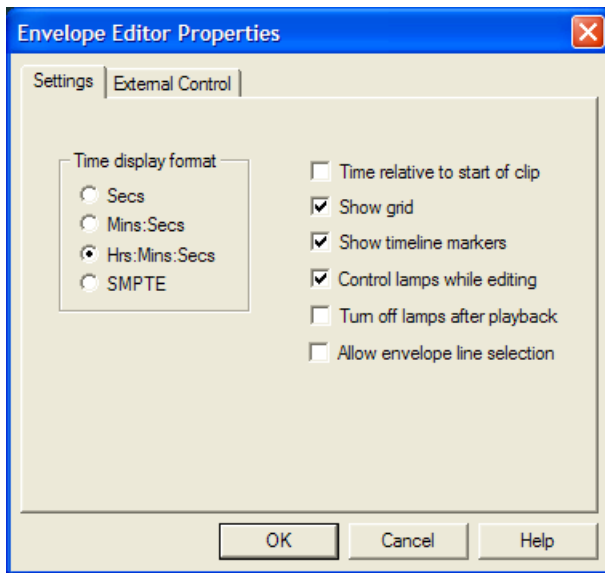 Envelope Editor Properties
Settings
External Control
Time display format
Secs
Mins:Secs
Hrs:Mins:Secs
SMPTE
Time relative to start of clip
Show grid
Show timeline markers
Control lamps while editing
Turn off lamps after playback
Allow envelope line selection
OK
Cancel
Help